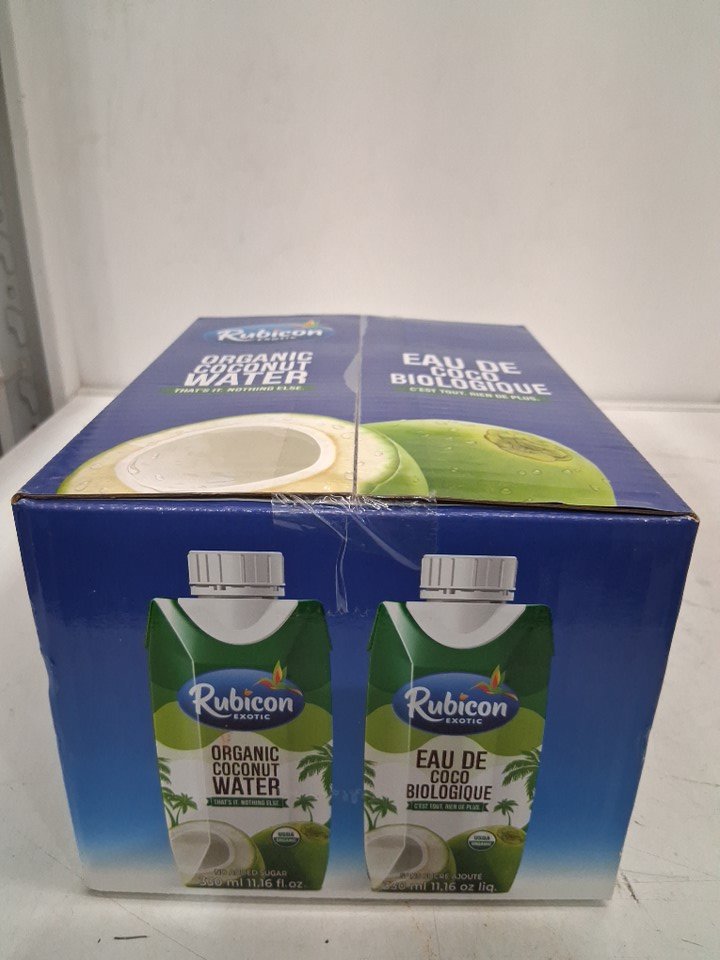 Rubicon
EXOTIC
ORGANIC
COCONUT
WATER
THAT'S IT. NOTHING ELSE.
EAU DE
COCO
BIOLOGIQUE
C'EST TOUT. RIEN DE PLUS.
Rubicon
EXOTIC
ORGANIC
COCONUT
WATER
THAT'S IT. NOTHING ELSE.
USDA
ORGANIC
NO ADDED SUGAR
330 ml 11.16 fl.oz.
Rubicon
EXOTIC
EAU DE
COCO
BIOLOGIQUE
C'EST TOUT. RIEN DE PLUS.
USDA
ORGANIC
SANS SUCRE AJOUTÉ
330 ml 11,16 oz liq.